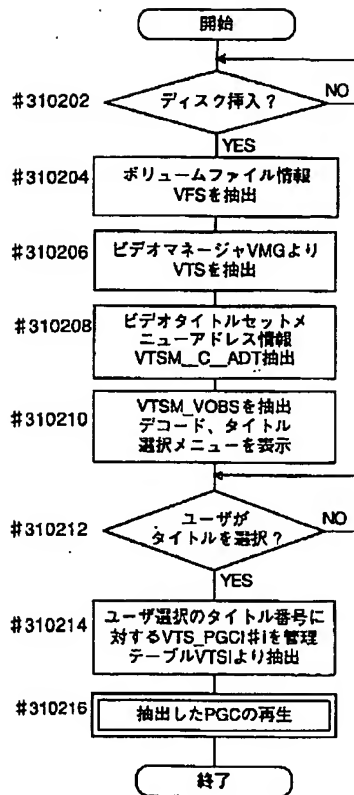 開始
#310202
ディスク挿入？
NO
YES
#310204
ボリュームファイル情報
VFSを抽出
#310206
ビデオマネージャVMGより
VTSを抽出
#310208
ビデオタイトルセットメ
ニューアドレス情報
VTSM__C__ADT抽出
#310210
VTSM_VOBSを抽出
デコード、タイトル
選択メニューを表示
#310212
ユーザが
タイトルを選択？
NO
YES
#310214
ユーザ選択のタイトル番号に
対するVTS_PGCI#iを管理
テーブルVTSIより抽出
#310216
抽出したPGCの再生
終了